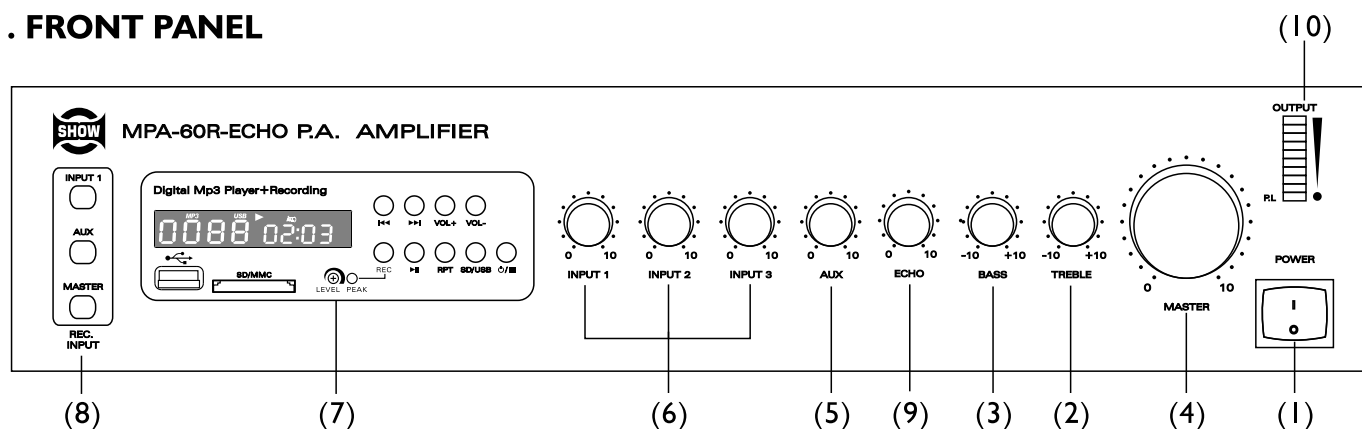 . FRONT PANEL
(10)
OUTPUT
P.I.
SHOW
MPA-60R-ECHO P.A. AMPLIFIER
INPUT 1
AUX
MASTER
REC.
INPUT
Digital Mp3 Player+Recording
MP3 USB
0088 02:03
VOL+ VOL-
REC RPT SD/USB
SD/MMC
LEVEL PEAK
0 10 0 10 0 10 0 10 0 10 -10 +10 -10 +10 0 10
INPUT 1 INPUT 2 INPUT 3 AUX ECHO BASS TREBLE MASTER
POWER
(8) (7) (6) (5) (9) (3) (2) (4) (1)